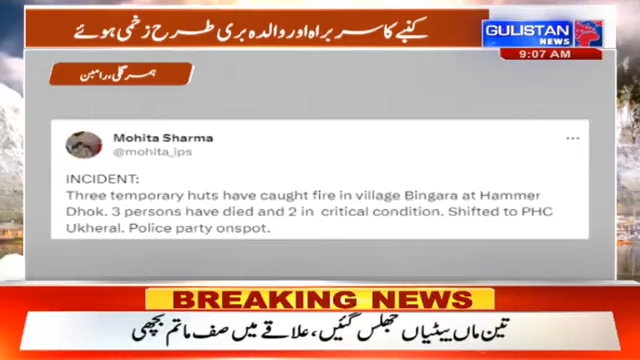 کنبے کا سربراہ اور والدہ بری طرح زخمی ہوئے
GULISTAN
NEWS
9:07 AM
ہمر گلی، رامبن
Mohita Sharma
@mohita_ips
INCIDENT:
Three temporary huts have caught fire in village Bingara at Hammer
Dhok. 3 persons have died and 2 in critical condition. Shifted to PHC
Ukheral. Police party onspot.
BREAKING NEWS
تین ماں بیٹیاں جھلس گئیں، علاقے میں صف ماتم بچھی